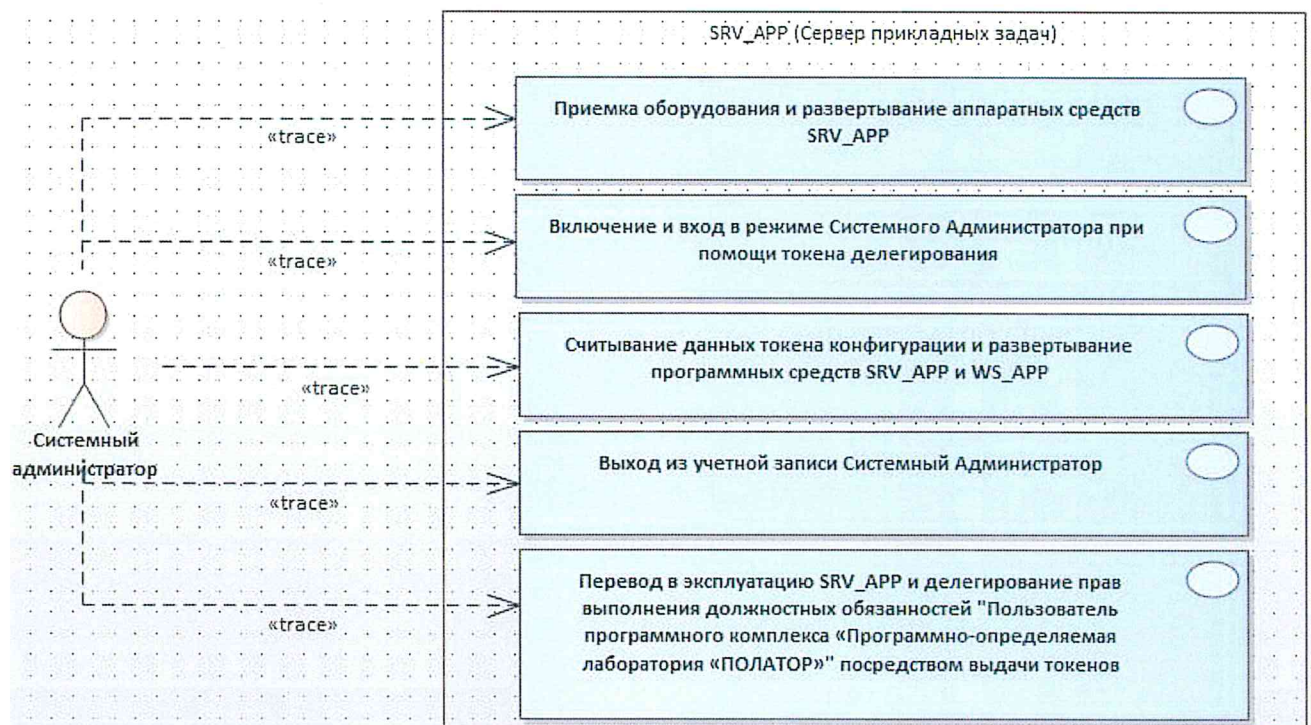 SRV_APP (Сервер прикладных задач)
Приемка оборудования и развертывание аппаратных средств
SRV_APP
«trace»
Включение и вход в режиме Системного Администратора при
помощи токена делегирования
«trace»
Считывание данных токена конфигурации и развертывание
программных средств SRV_APP и WS_APP
«trace»
Системный
администратор
Выход из учетной записи Системный Администратор
«trace»
Перевод в эксплуатацию SRV_APP и делегирование прав
выполнения должностных обязанностей "Пользователь
программного комплекса «Программно-определяемая
лаборатория «ПОЛАТОР»" посредством выдачи токенов
«trace»